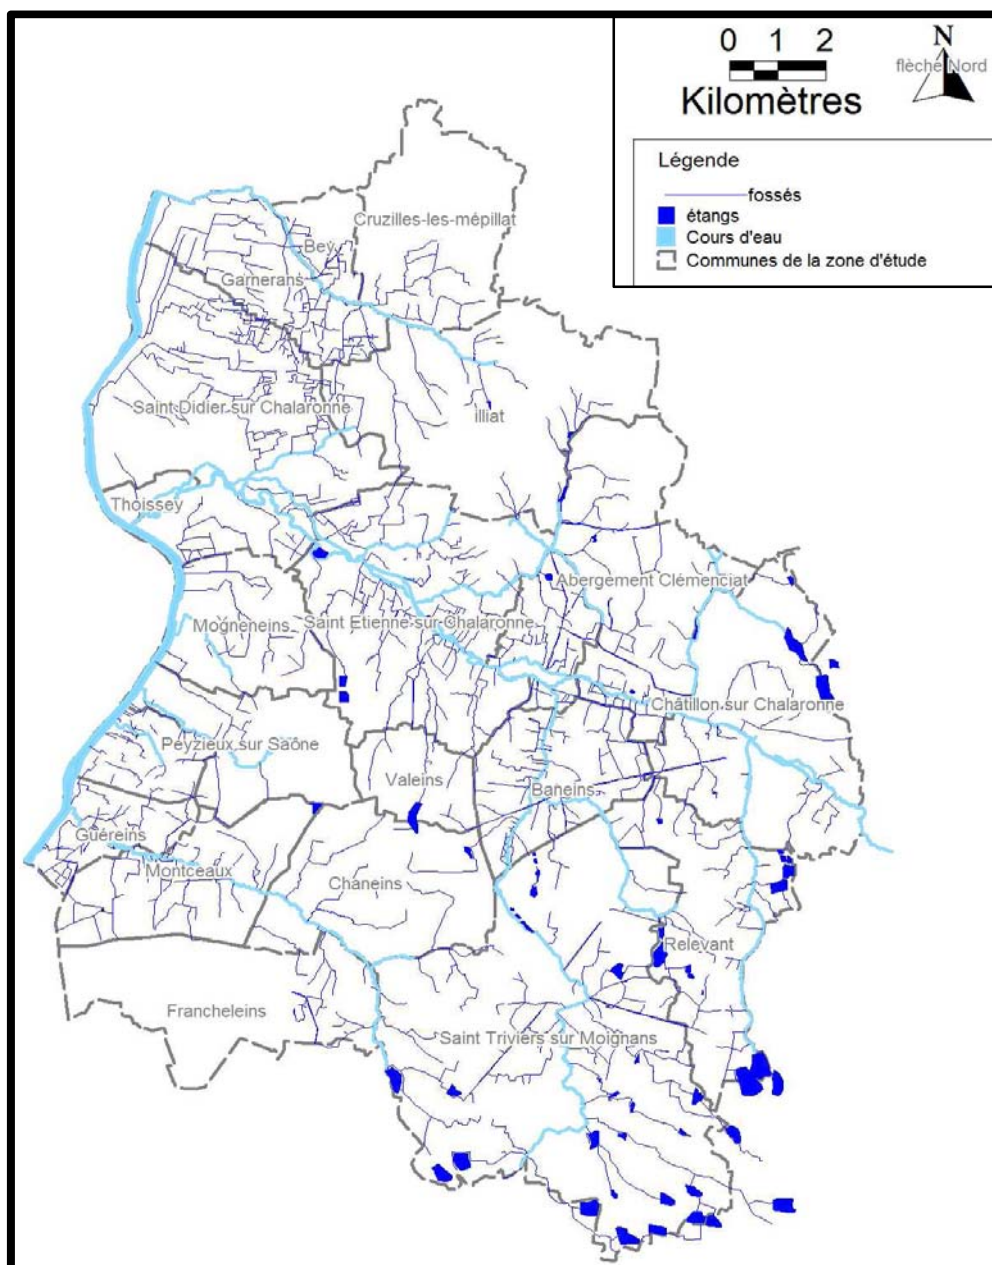 0 1 2
Kilomètres
N
flèche Nord
Légende
fossés
étangs
Cours d'eau
Communes de la zone d'étude
Cruzilles-les-mépillat
Bey
Garnerans
Saint Didier sur Chalaronne
illiat
Thoissey
Abergement Clémenciat
Mogneneins
Saint Etienne sur Chalaronne
Châtillon sur Chalaronne
Peyzieux sur Saône
Valeins
Baneins
Guéreins
Montceaux
Chaneins
Relevant
Francheleins
Saint Triviers sur Moignans